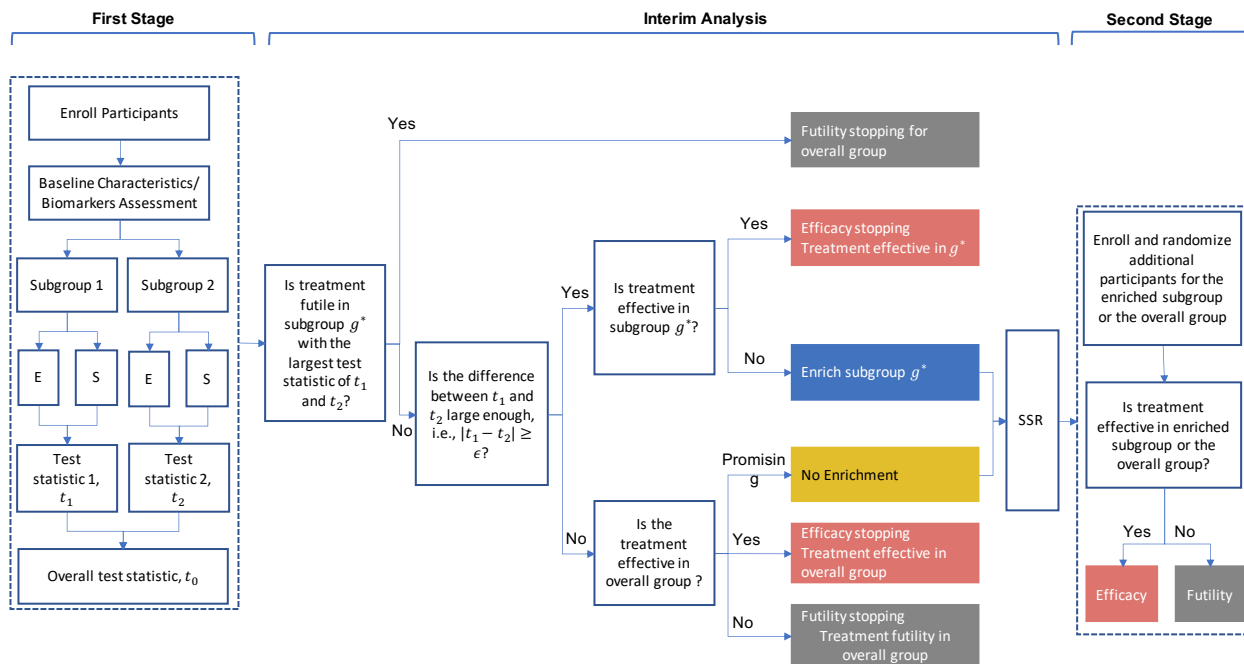 First Stage
Interim Analysis
Second Stage
Enroll Participants
Baseline Characteristics/
Biomarkers Assessment
Subgroup 1
Subgroup 2
E
S
E
S
Test
statistic 1,
t₁
Test
statistic 2,
t₂
Overall test statistic, t₀
Is treatment
futile in
subgroup g*
with the
largest test
statistic of t₁
and t₂?
Yes
No
Futility stopping for
overall group
Is the difference
between t₁ and
t₂ large enough,
i.e., |t₁ − t₂| ≥
ϵ?
Yes
No
Is treatment
effective in
subgroup g*?
Yes
No
Efficacy stopping
Treatment effective in g*
Enrich subgroup g*
Is the
treatment
effective in
overall group ?
Promisin
g
Yes
No
No Enrichment
Efficacy stopping
Treatment effective in
overall group
Futility stopping
Treatment futility in
overall group
SSR
Enroll and randomize
additional
participants for the
enriched subgroup
or the overall group
Is treatment
effective in enriched
subgroup or the
overall group?
Yes
No
Efficacy
Futility